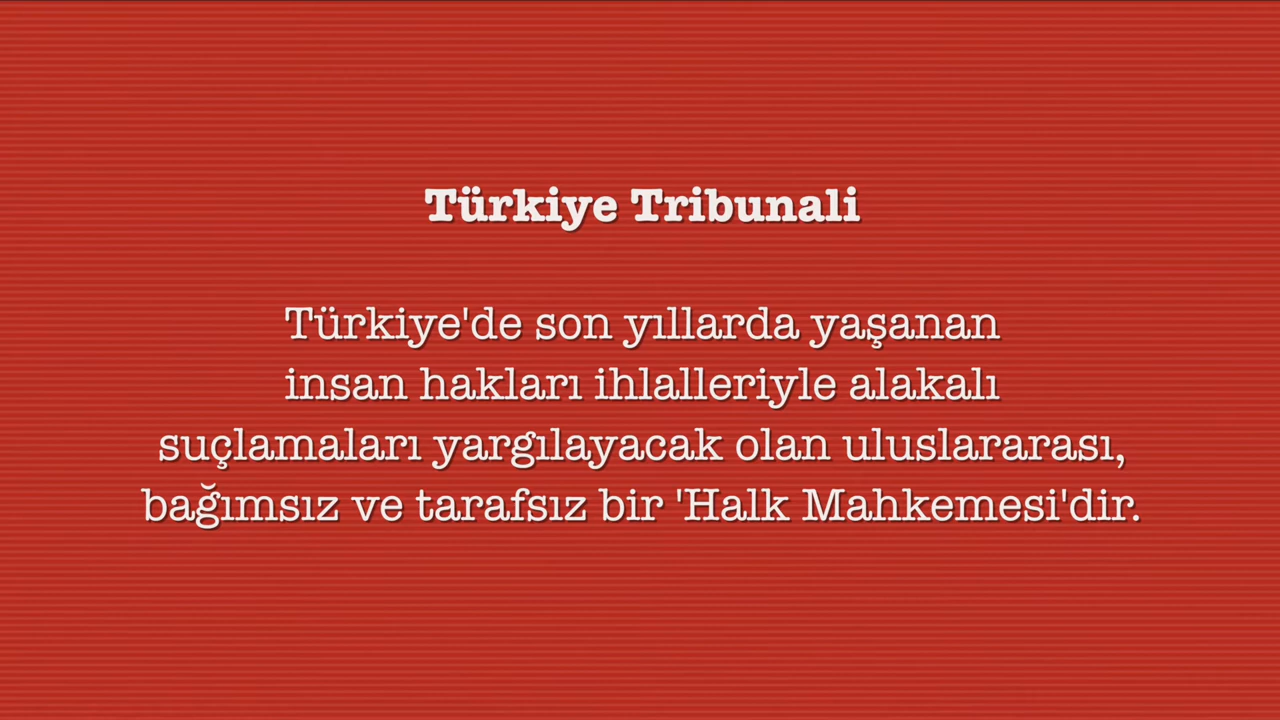 Türkiye Tribunali
Türkiye'de son yıllarda yaşanan
insan hakları ihlalleriyle alakalı
suçlamaları yargılayacak olan uluslararası,
bağımsız ve tarafsız bir 'Halk Mahkemesi'dir.